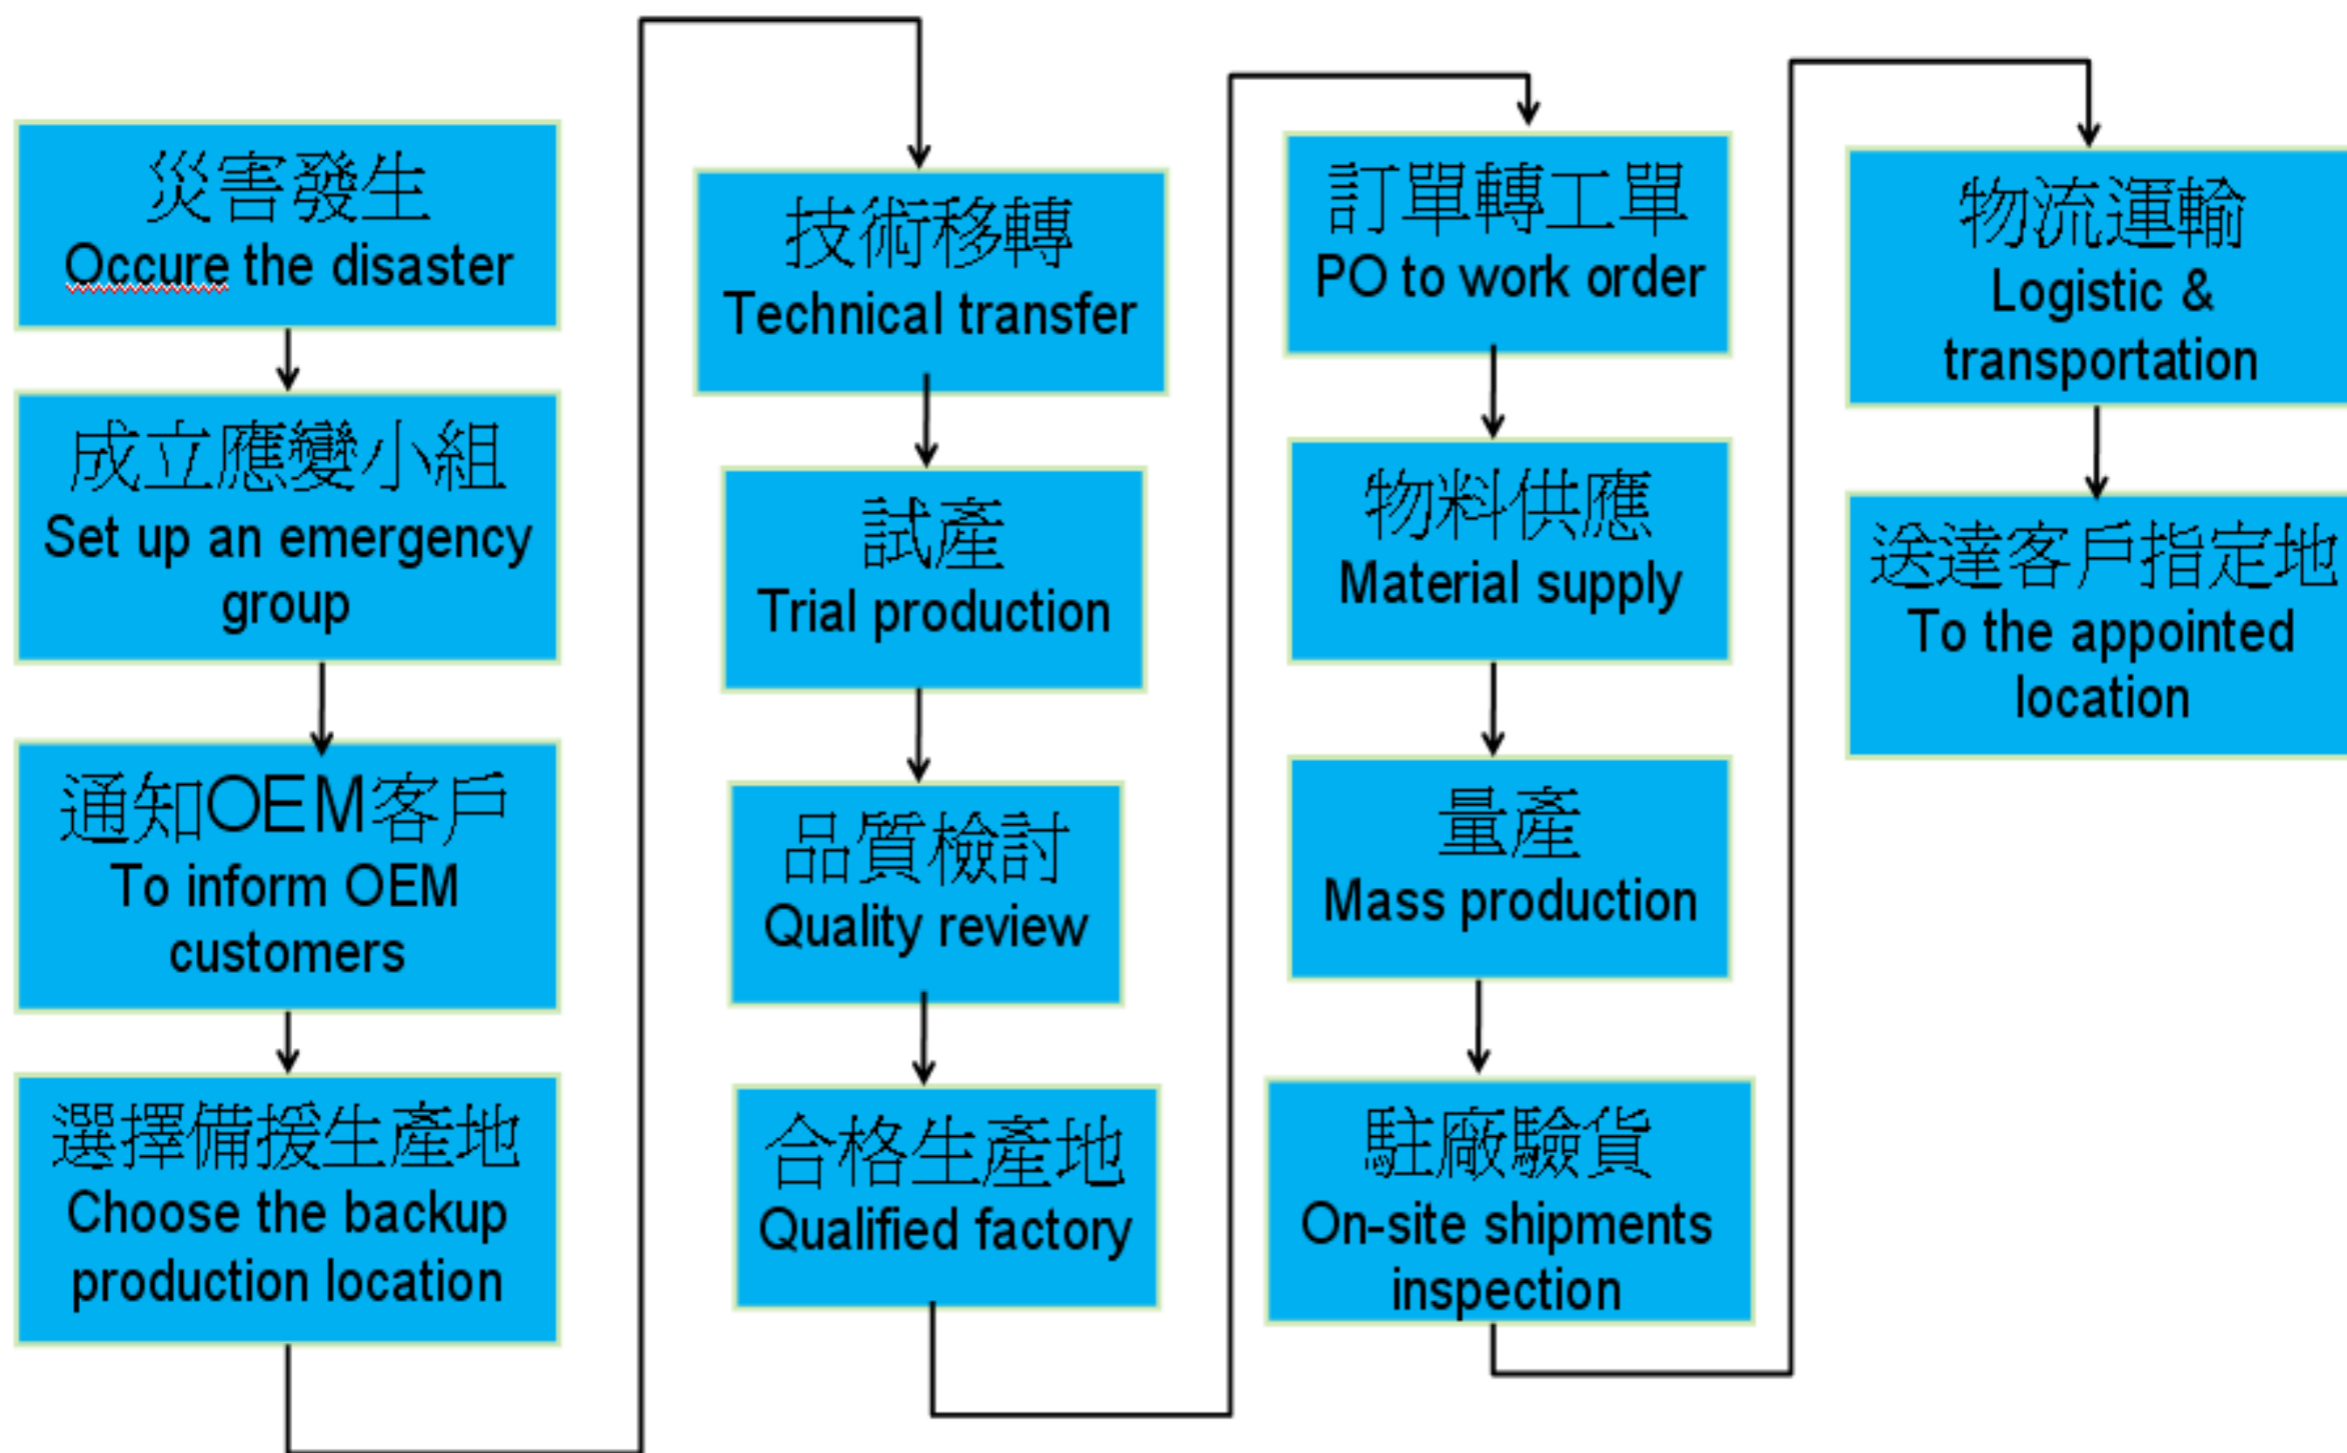 災害發生
Occure the disaster
成立應變小組
Set up an emergency
group
通知OEM客戶
To inform OEM
customers
選擇備援生產地
Choose the backup
production location
技術移轉
Technical transfer
試產
Trial production
品質檢討
Quality review
合格生產地
Qualified factory
訂單轉工單
PO to work order
物料供應
Material supply
量產
Mass production
駐廠驗貨
On-site shipments
inspection
物流運輸
Logistic &
transportation
送達客戶指定地
To the appointed
location